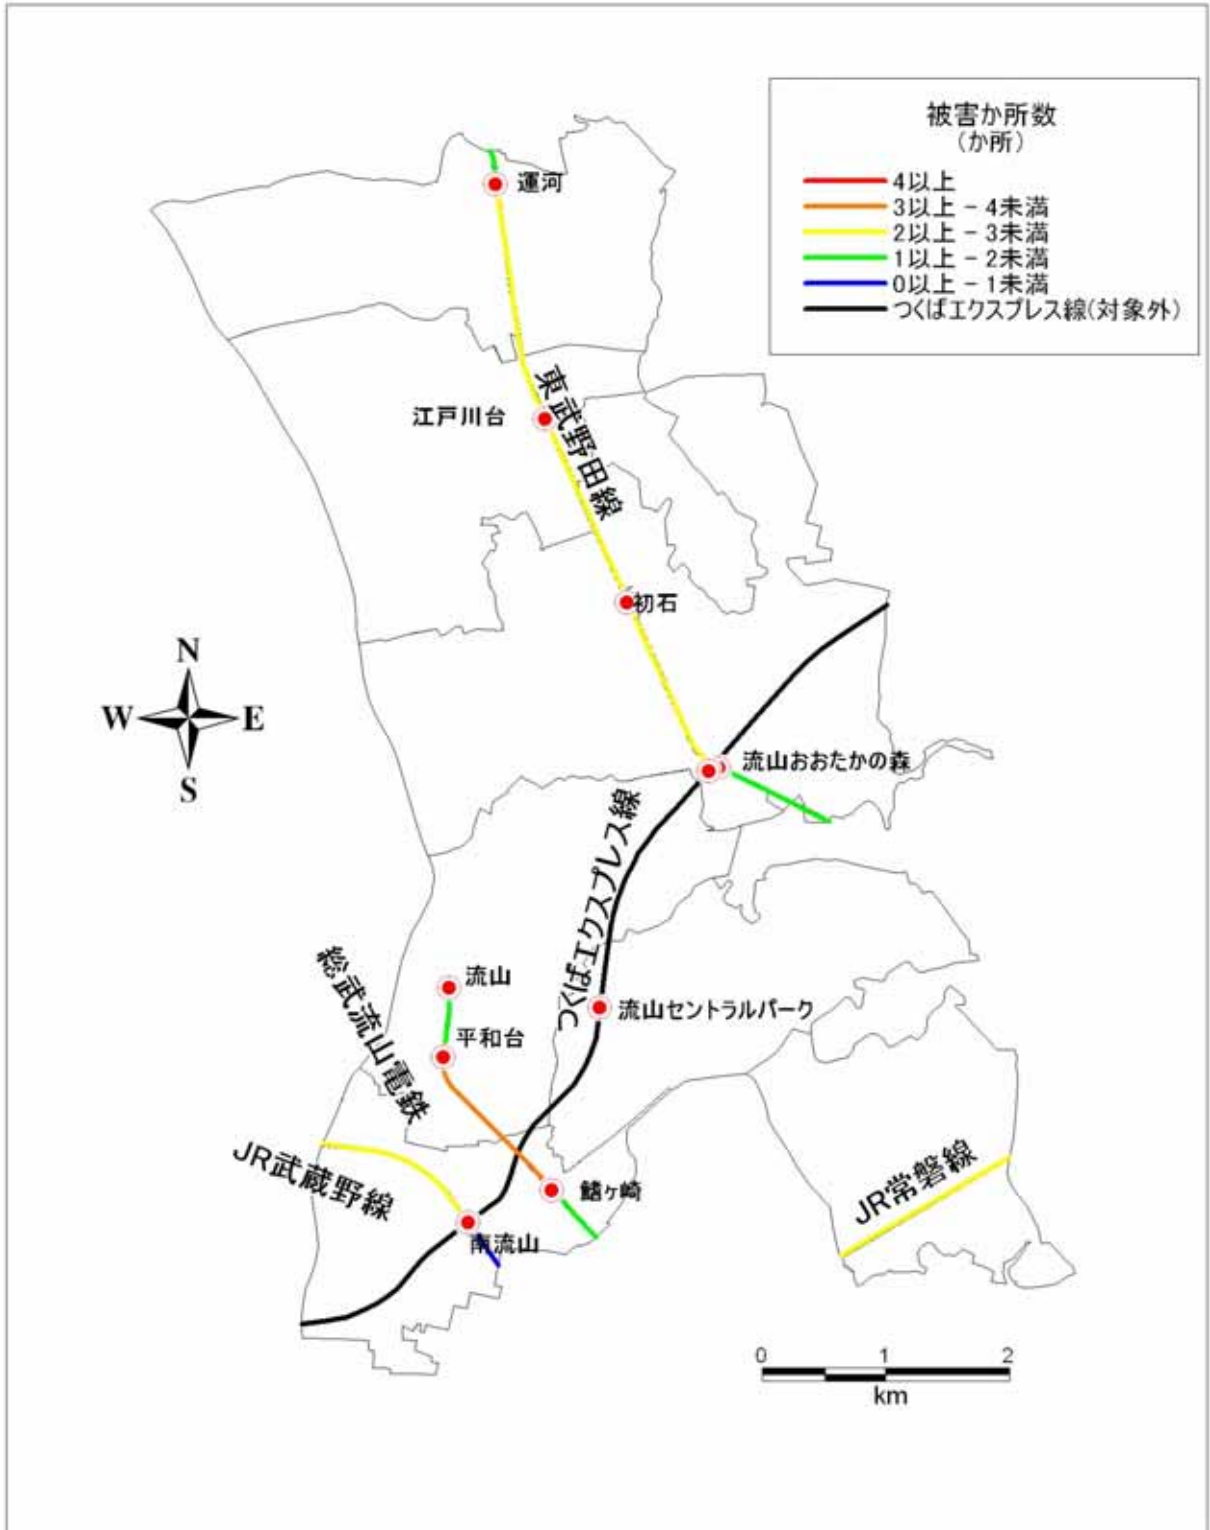 被害か所数
(か所)
4以上
3以上 - 4未満
2以上 - 3未満
1以上 - 2未満
0以上 - 1未満
つくばエクスプレス線(対象外)
運河
江戸川台
東武野田線
初石
N
W
E
S
流山おおたかの森
つくばエクスプレス線
総武流山電鉄
流山
流山セントラルパーク
平和台
JR武蔵野線
鰭ヶ崎
JR常磐線
南流山
0
1
2
km